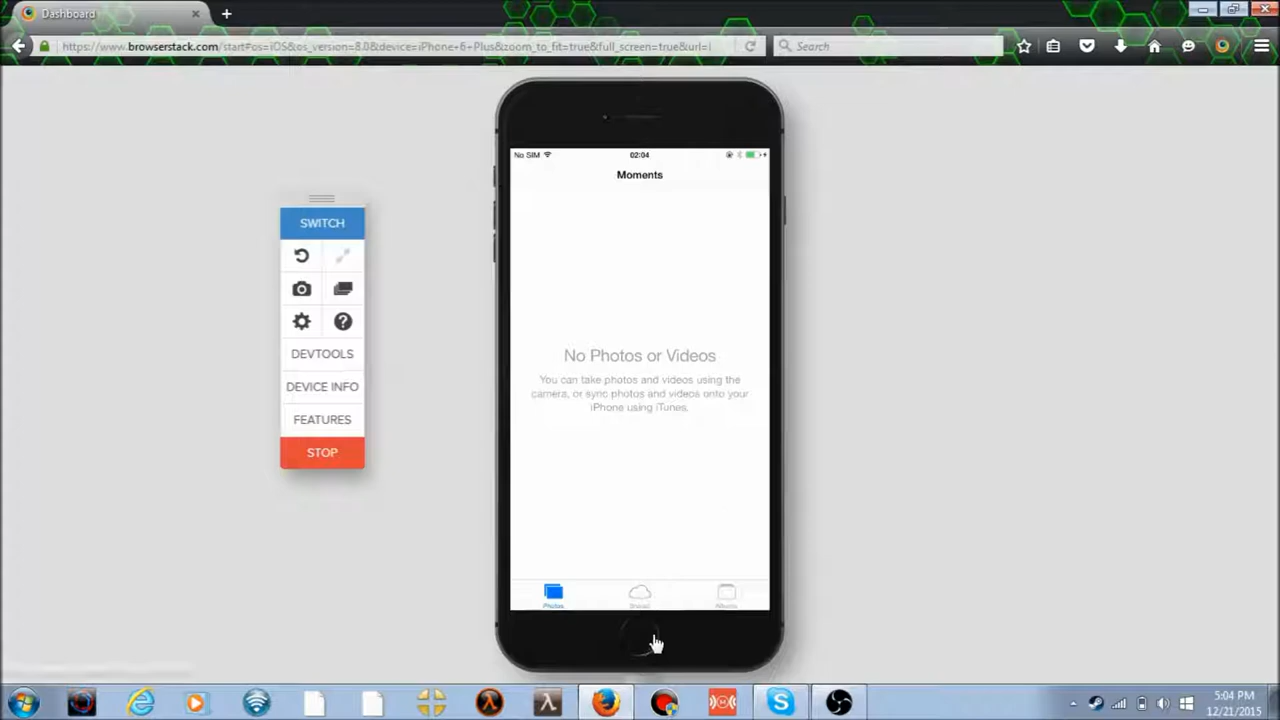 Dashboard
https://www.browserstack.com/start#os=iOS&os_version=8.0&device=iPhone+6+Plus&zoom_to_fit=true&full_screen=true&url=
Search
No SIM
02:04
Moments
SWITCH
DEVTOOLS
DEVICE INFO
FEATURES
STOP
No Photos or Videos
You can take photos and videos using the
camera, or sync photos and videos onto your
iPhone using iTunes.
Photos
Shared
Albums
5:04 PM
12/21/2015